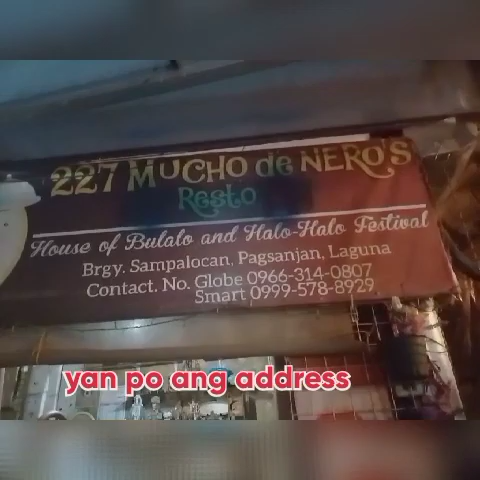 227 MUCHO de NERO'S
Resto
House of Bulalo and Halo-Halo Festival
Brgy. Sampalocan, Pagsanjan, Laguna
Contact. No. Globe 0966-314-0807
Smart 0999-578-8929
yan po ang address